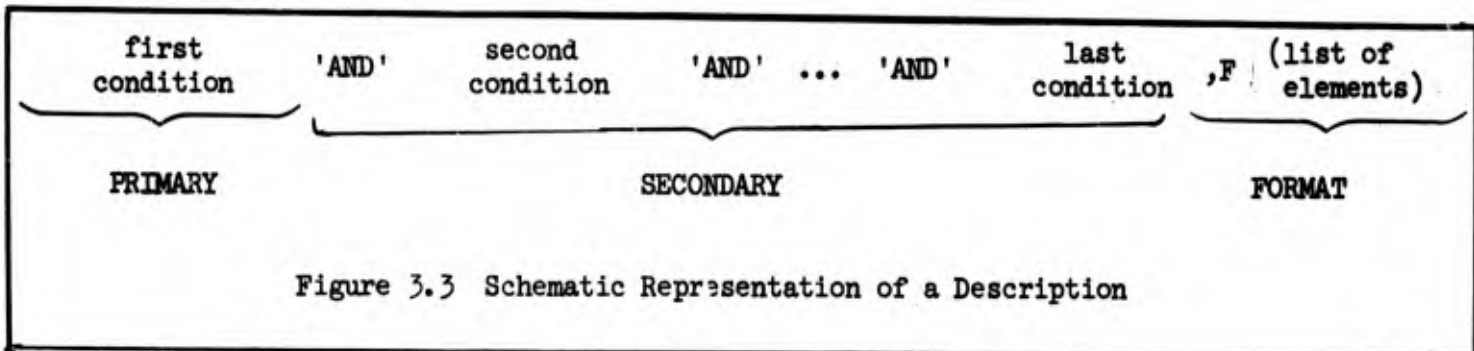 first condition 'AND' second condition 'AND' ... 'AND' last condition ,F (list of elements)
PRIMARY SECONDARY FORMAT
Figure 3.3 Schematic Representation of a Description